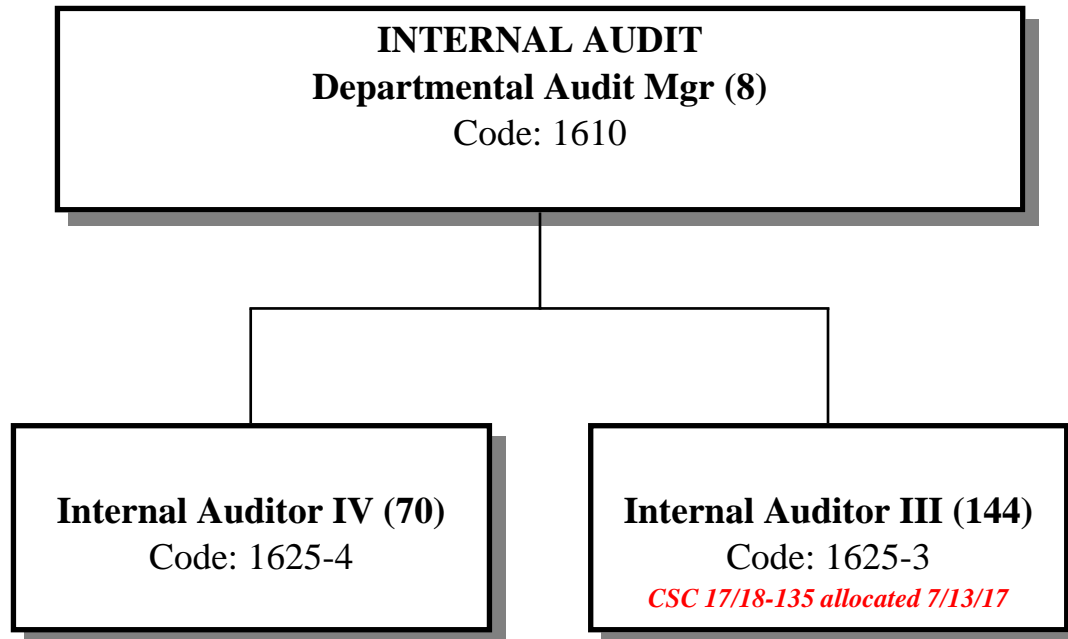 INTERNAL AUDIT
Departmental Audit Mgr (8)
Code: 1610
Internal Auditor IV (70)
Code: 1625-4
Internal Auditor III (144)
Code: 1625-3
CSC 17/18-135 allocated 7/13/17